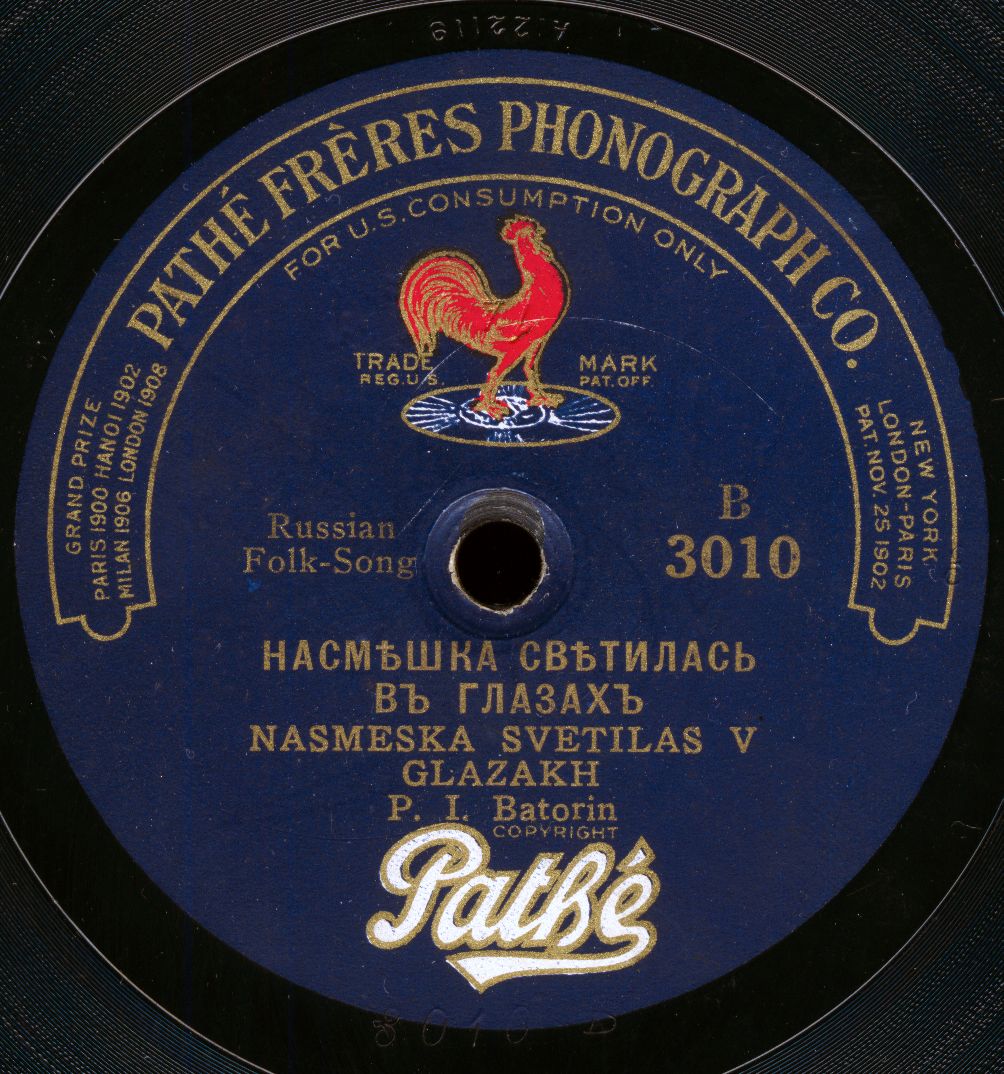 A122119
PATHÉ FRÈRES PHONOGRAPH CO.
FOR U.S. CONSUMPTION ONLY
GRAND PRIZE
PARIS 1900 HANOI 1902
MILAN 1906 LONDON 1908
NEW YORK
LONDON-PARIS
PAT. NOV. 25 1902
TRADE MARK
REG. U.S. PAT. OFF.
Russian
Folk-Song
B
3010
НАСМѢШКА СВѢТИЛАСЬ
ВЪ ГЛАЗАХЪ
NASMESKA SVETILAS V
GLAZAKH
P. I. Batorin
COPYRIGHT
Pathé
3010